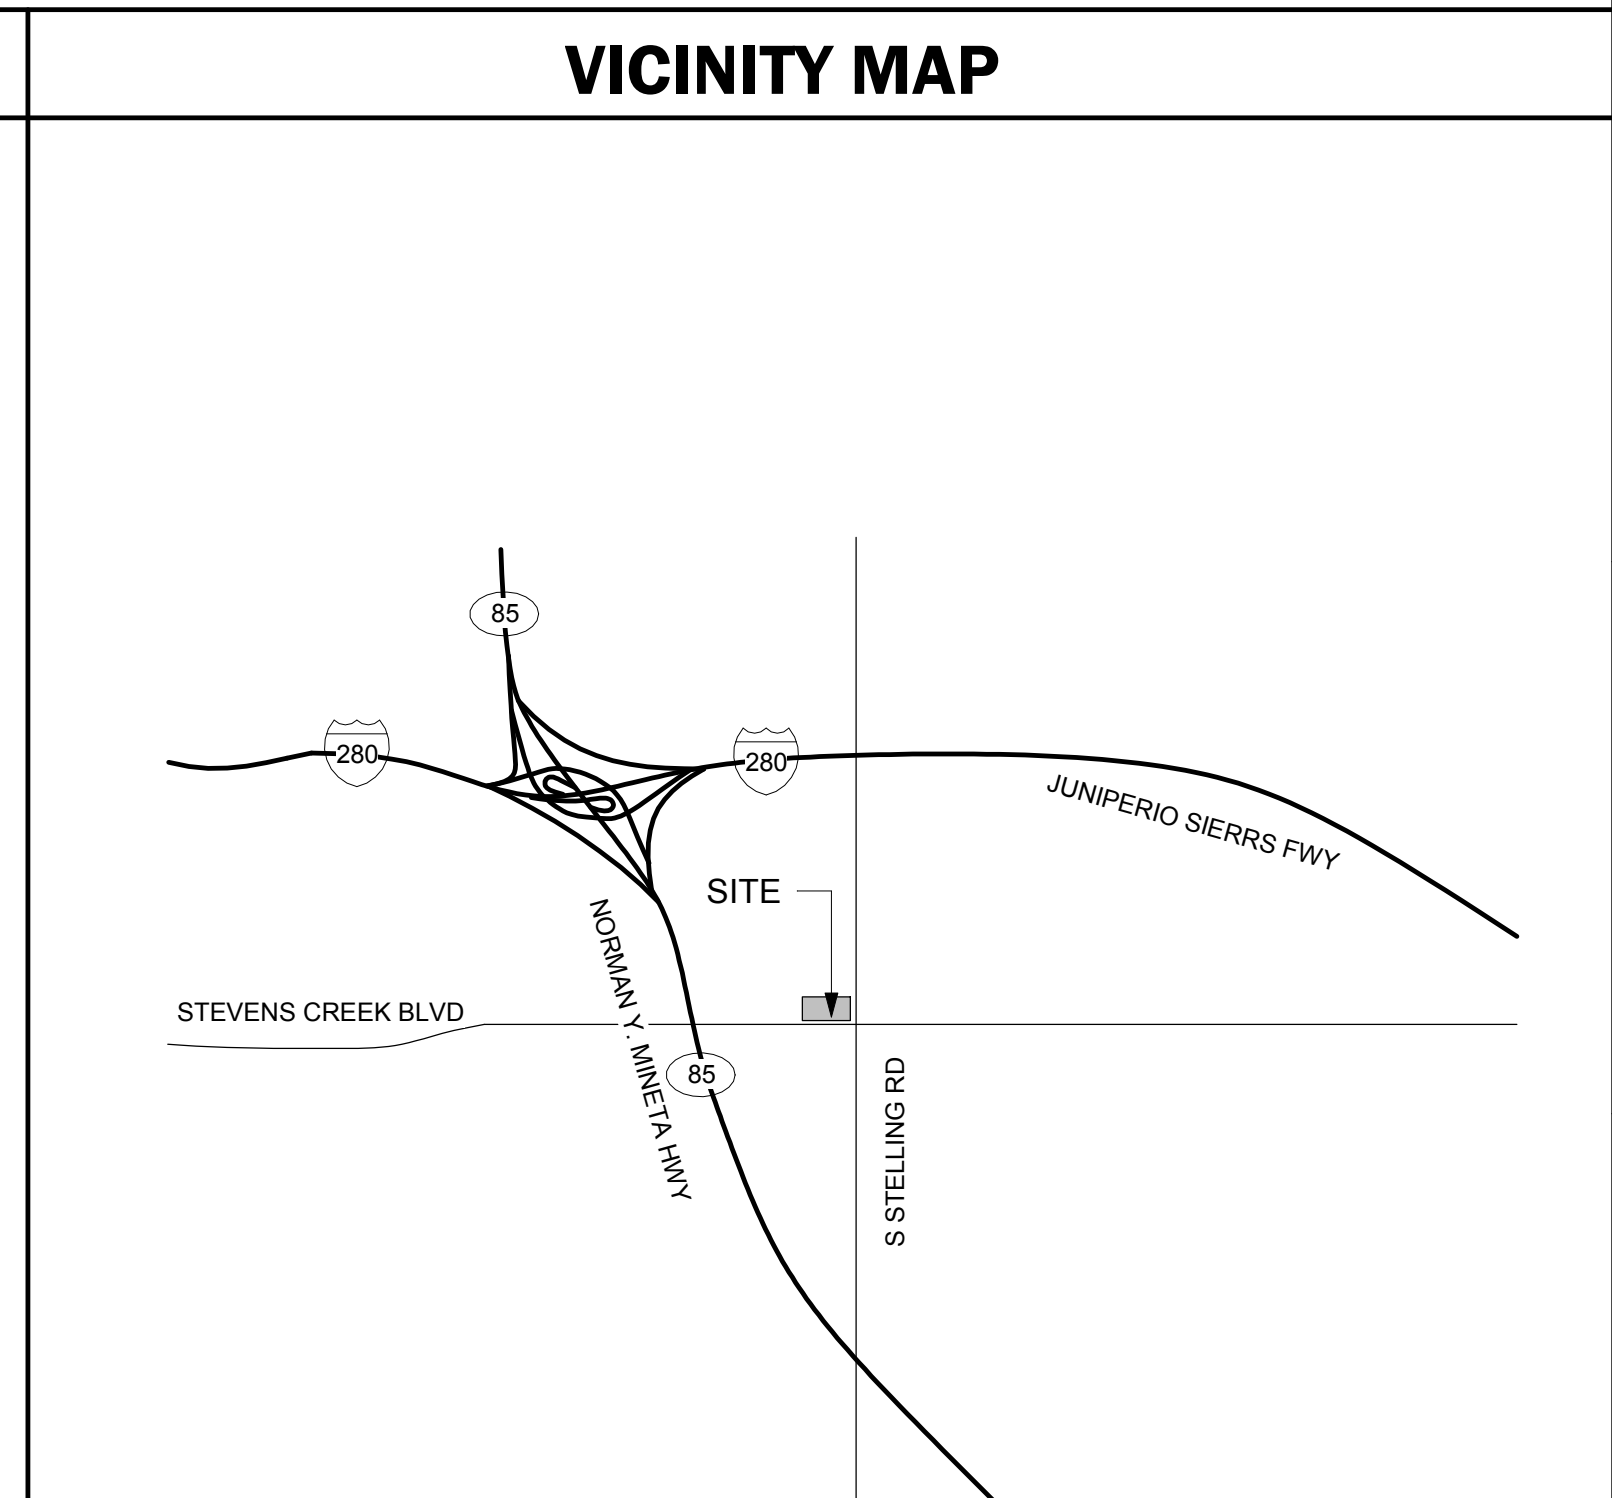 VICINITY MAP
85
280
280
JUNIPERIO SIERRS FWY
SITE
NORMAN Y. MINETA HWY
STEVENS CREEK BLVD
85
S STELLING RD